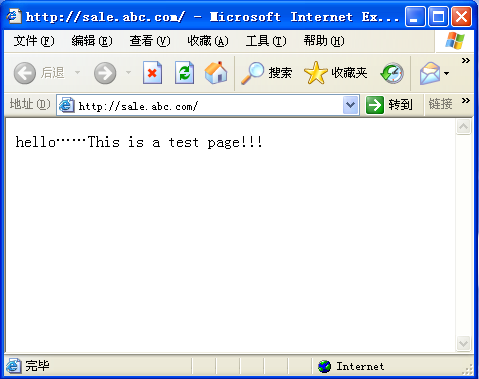 http://sale.abc.com/ - Microsoft Internet Ex...
文件(F) 编辑(E) 查看(V) 收藏(A) 工具(T) 帮助(H)
后退 搜索 收藏夹 »
地址(D) http://sale.abc.com/ 转到 链接 »
hello……This is a test page!!!
完毕 Internet